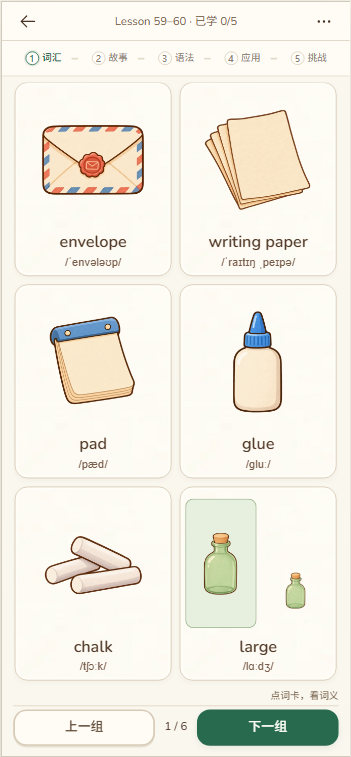 Lesson 59–60 · 已学 0/5
1 词汇 – 2 故事 – 3 语法 – 4 应用 – 5 挑战
envelope
/ˈenvələʊp/
writing paper
/ˈraɪtɪŋ ˌpeɪpə/
pad
/pæd/
glue
/gluː/
chalk
/tʃɔːk/
large
/lɑːdʒ/
点词卡，看词义
上一组
1 / 6
下一组